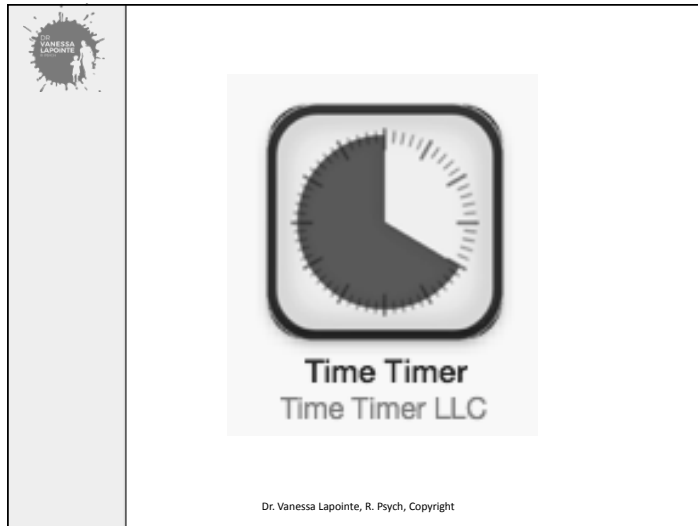 DR.
VANESSA
LAPOINTE
Time Timer
Time Timer LLC
Dr. Vanessa Lapointe, R. Psych, Copyright